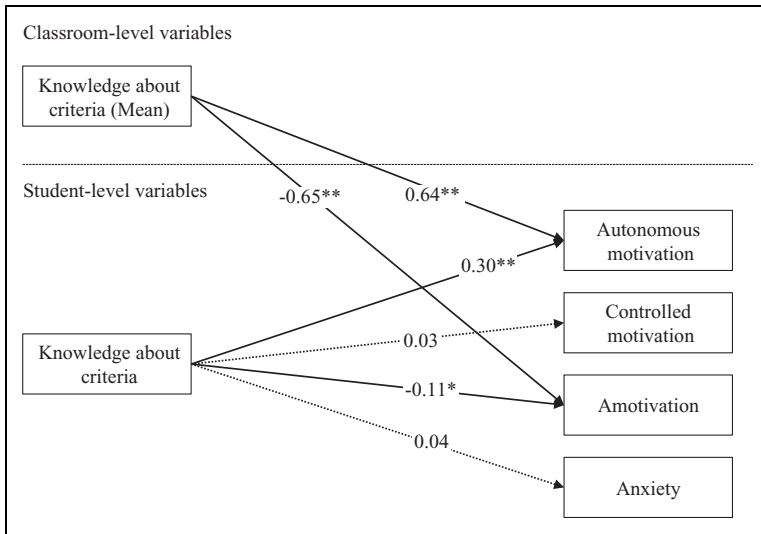 Classroom-level variables
Knowledge about
criteria (Mean)
Student-level variables
-0.65**
0.64**
Autonomous
motivation
0.30**
Controlled
motivation
0.03
Knowledge about
criteria
-0.11*
Amotivation
0.04
Anxiety